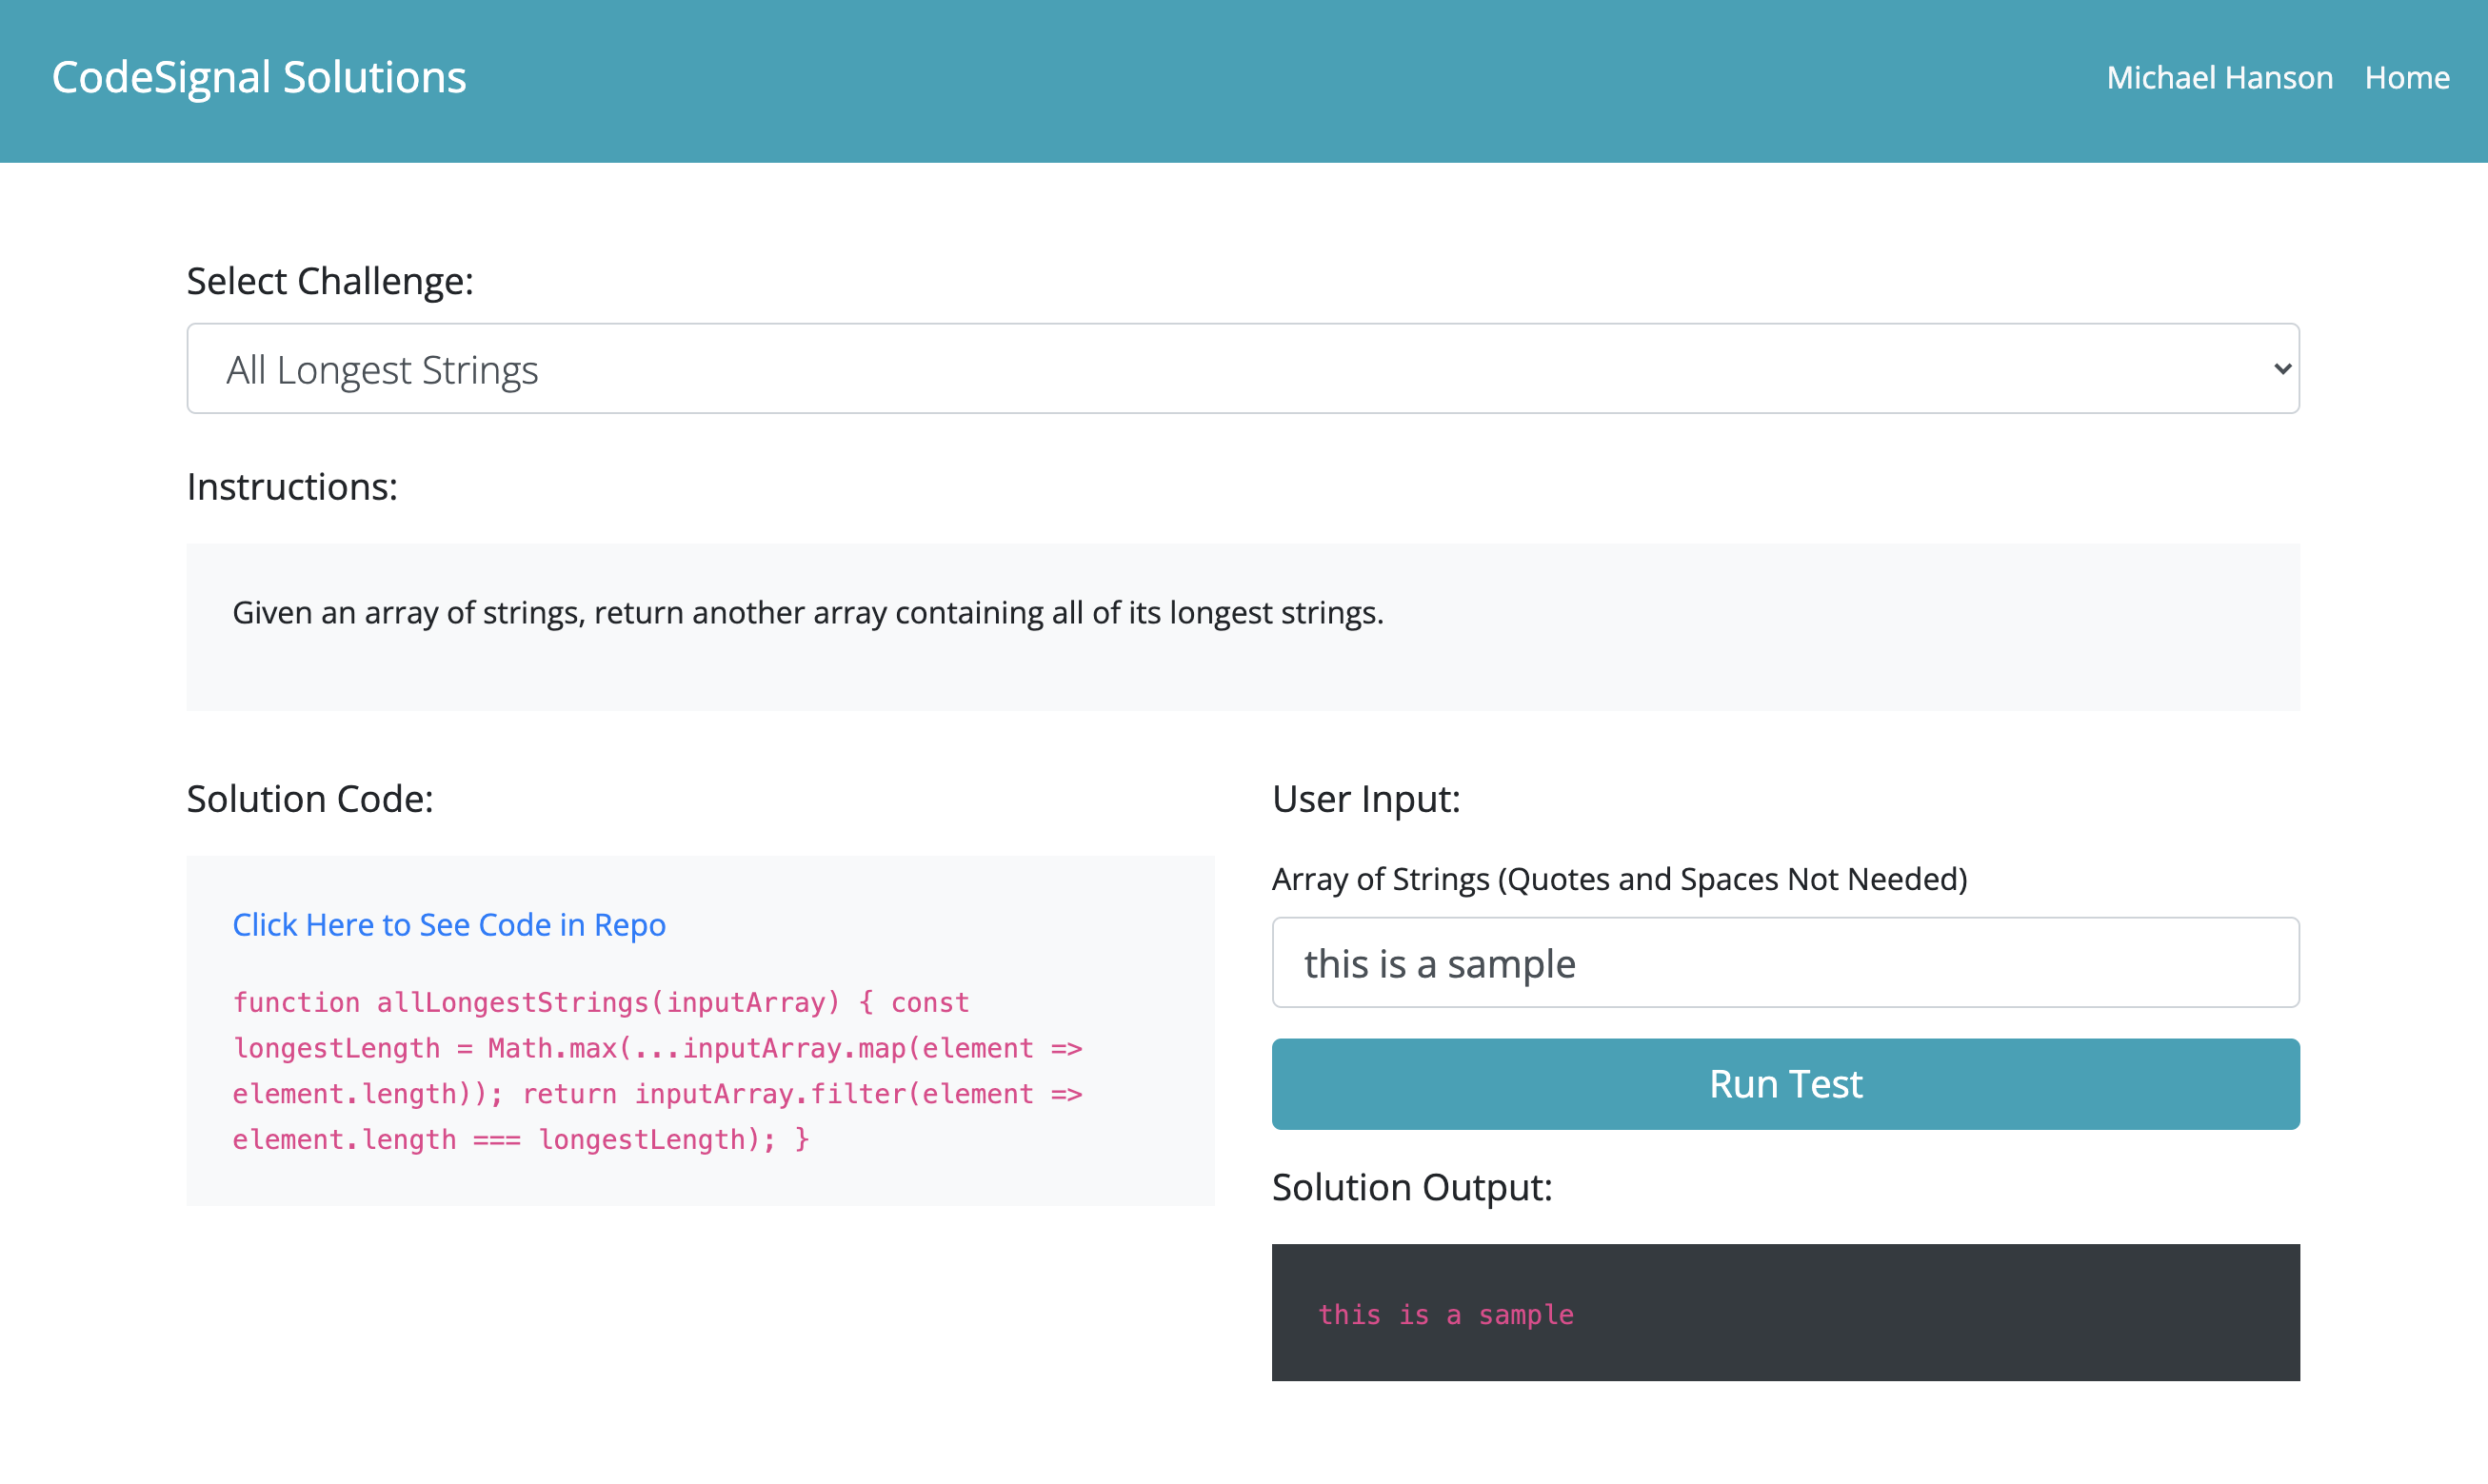 CodeSignal Solutions
Michael Hanson Home
Select Challenge:
All Longest Strings
Instructions:
Given an array of strings, return another array containing all of its longest strings.
Solution Code:
Click Here to See Code in Repo
function allLongestStrings(inputArray) { const
longestLength = Math.max(...inputArray.map(element =>
element.length)); return inputArray.filter(element =>
element.length === longestLength); }
User Input:
Array of Strings (Quotes and Spaces Not Needed)
this is a sample
Run Test
Solution Output:
this is a sample